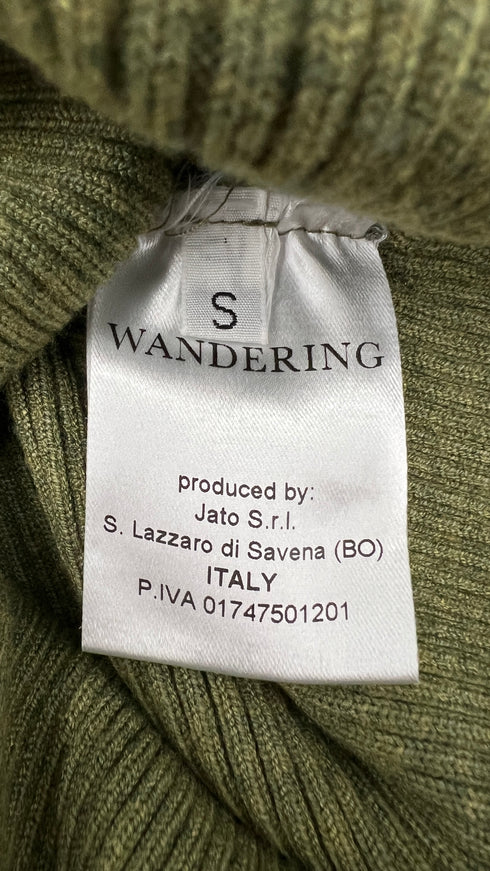 S
WANDERING
produced by:
Jato S.r.l.
S. Lazzaro di Savena (BO)
ITALY
P.IVA 01747501201